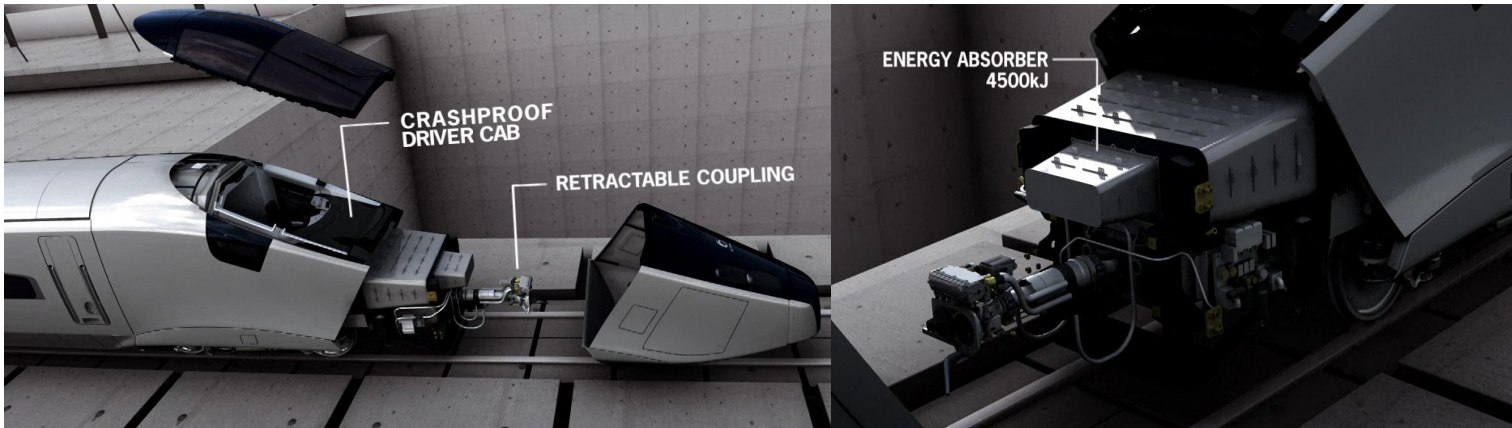 CRASHPROOF
DRIVER CAB
RETRACTABLE COUPLING
ENERGY ABSORBER
4500kJ